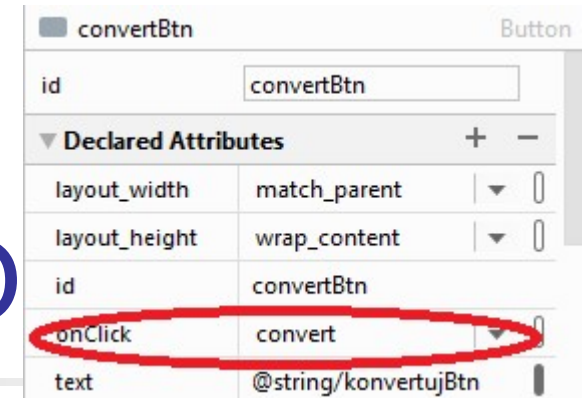 convertBtn Button
id convertBtn
Declared Attributes + −
layout_width match_parent
layout_height wrap_content
id convertBtn
onClick convert
text @string/konvertujBtn